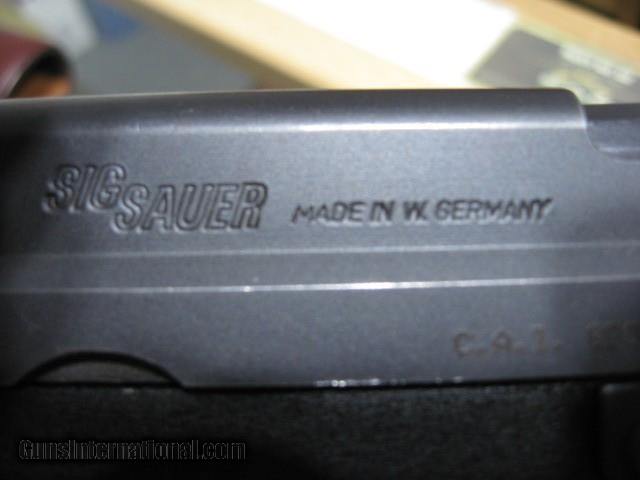 SIG SAUER MADE IN W. GERMANY
C.A.I.
GunsInternational.com